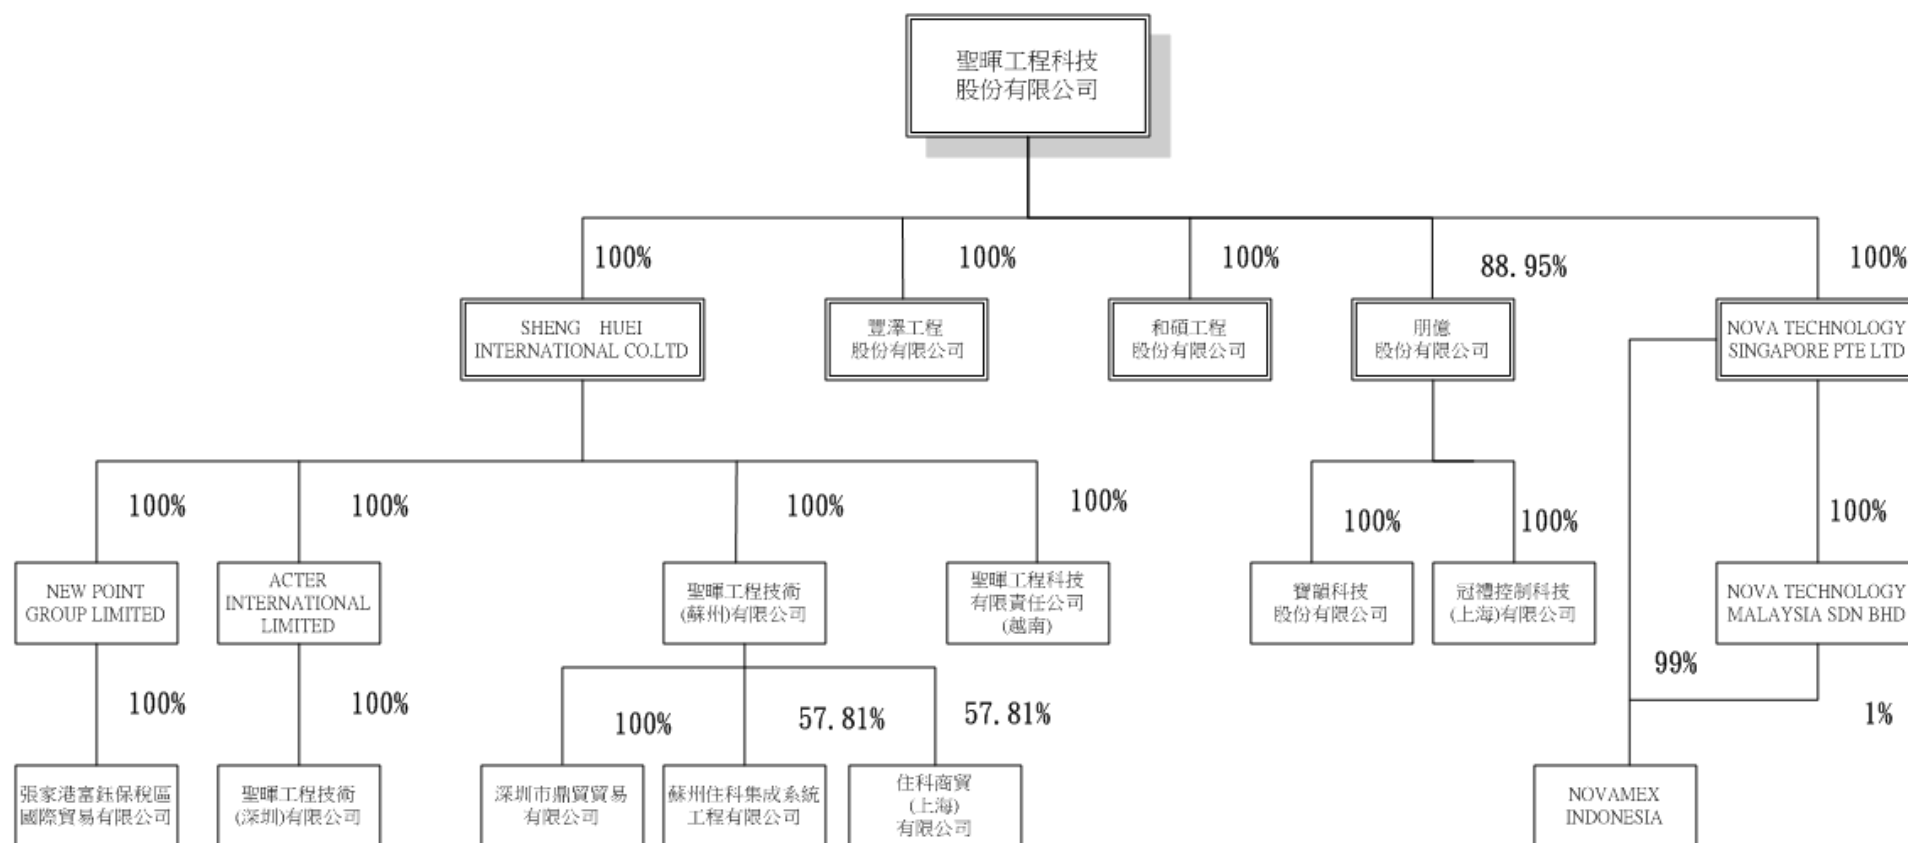 聖暉工程科技
股份有限公司
100%
100%
100%
88.95%
100%
SHENG HUEI
INTERNATIONAL CO.LTD
豐澤工程
股份有限公司
和碩工程
股份有限公司
朋億
股份有限公司
NOVA TECHNOLOGY
SINGAPORE PTE LTD
100%
100%
100%
100%
100%
100%
100%
NEW POINT
GROUP LIMITED
ACTER
INTERNATIONAL
LIMITED
聖暉工程技術
(蘇州)有限公司
聖暉工程科技
有限責任公司
(越南)
寶韻科技
股份有限公司
冠禮控制科技
(上海)有限公司
NOVA TECHNOLOGY
MALAYSIA SDN BHD
100%
100%
100%
57.81%
57.81%
99%
1%
張家港富鈺保稅區
國際貿易有限公司
聖暉工程技術
(深圳)有限公司
深圳市鼎貿貿易
有限公司
蘇州住科集成系統
工程有限公司
住科商貿
(上海)
有限公司
NOVAMEX
INDONESIA